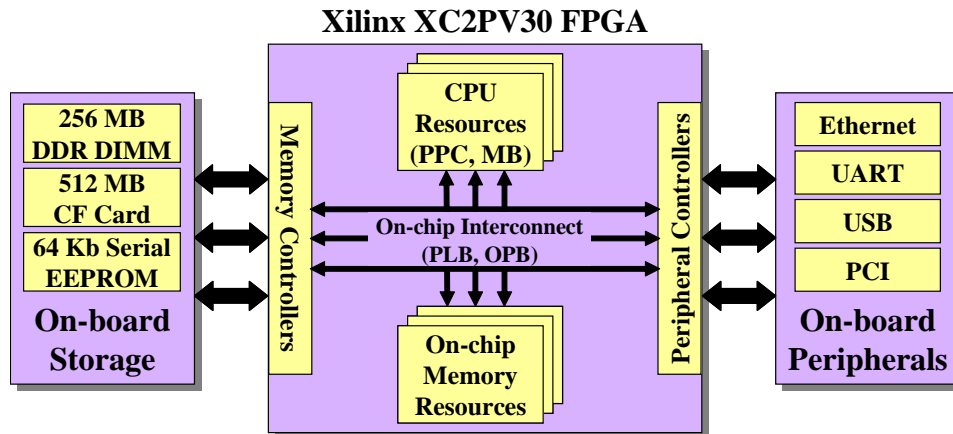 Xilinx XC2PV30 FPGA
256 MB
DDR DIMM
512 MB
CF Card
64 Kb Serial
EEPROM
On-board
Storage
Memory Controllers
CPU
Resources
(PPC, MB)
On-chip Interconnect
(PLB, OPB)
On-chip
Memory
Resources
Peripheral Controllers
Ethernet
UART
USB
PCI
On-board
Peripherals